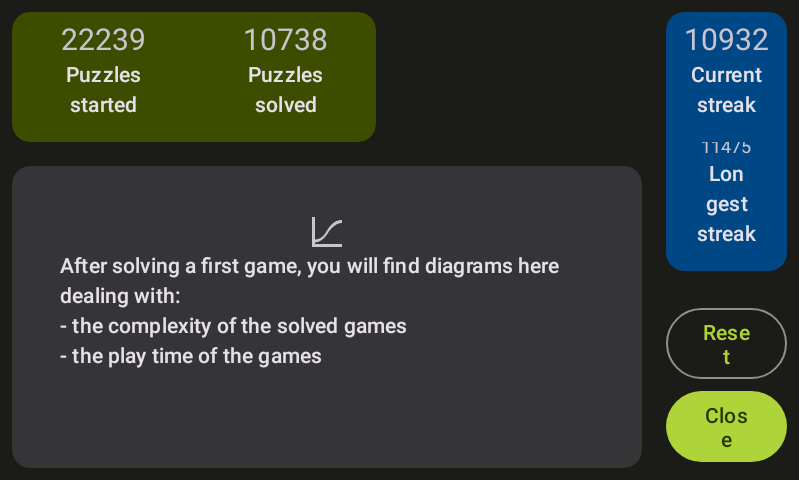 22239
Puzzles
started
10738
Puzzles
solved
10932
Current
streak
11475
Lon
gest
streak
After solving a first game, you will find diagrams here
dealing with:
- the complexity of the solved games
- the play time of the games
Rese
t
Clos
e